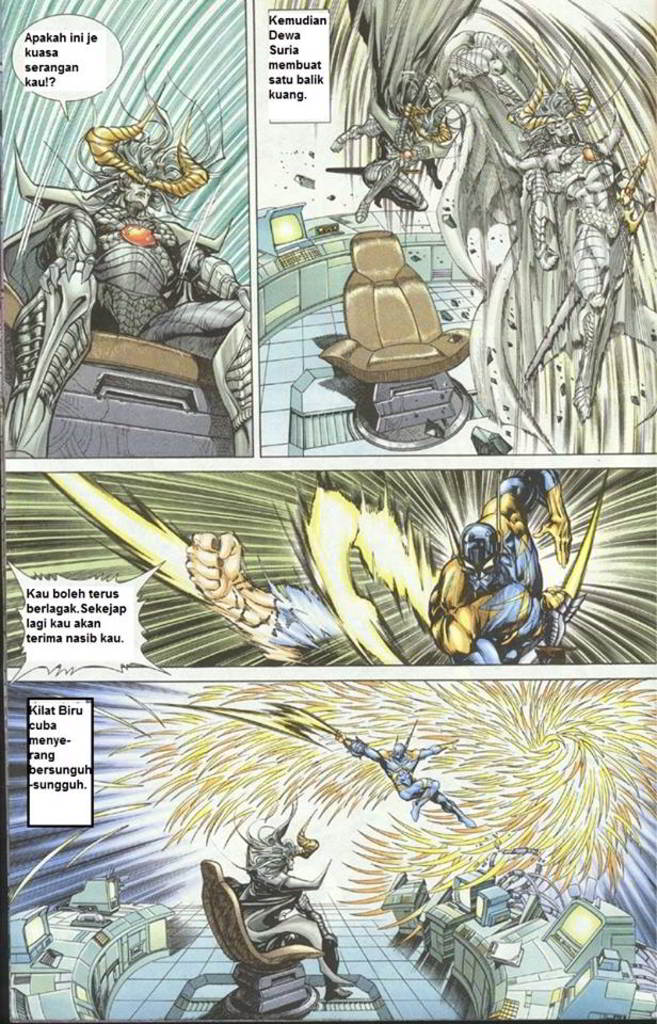 Apakah ini je
kuasa
serangan
kau!?
Kemudian
Dewa
Suria
membuat
satu balik
kuang.
Kau boleh terus
berlagak.Sekejap
lagi kau akan
terima nasib kau.
Kilat Biru
cuba
menye-
rang
bersunguh
-sungguh.